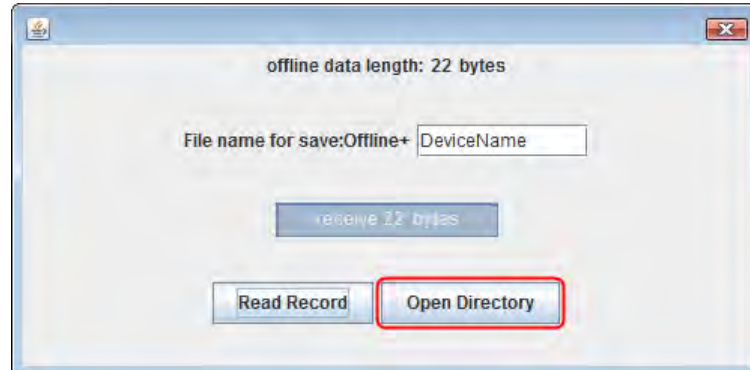 offline data length: 22 bytes
File name for save:Offline+ DeviceName
receive 22 bytes
Read Record Open Directory